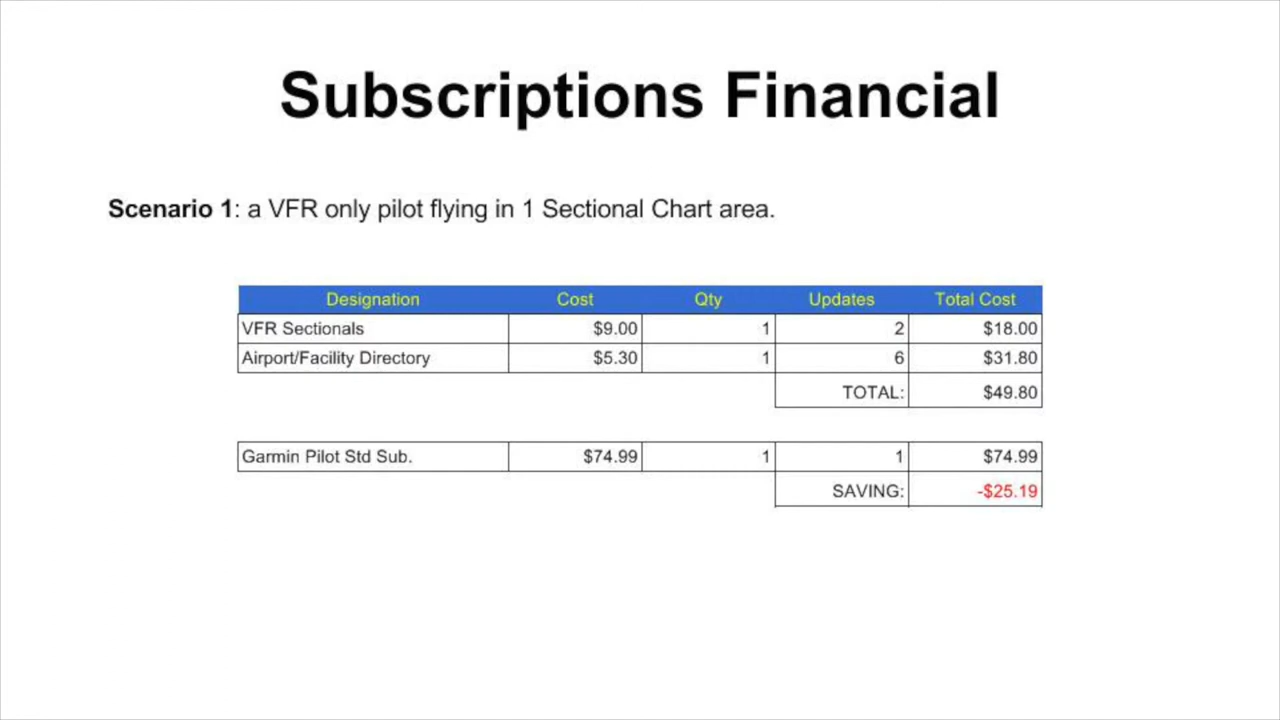 Subscriptions Financial
Scenario 1: a VFR only pilot flying in 1 Sectional Chart area.
Designation Cost Qty Updates Total Cost
VFR Sectionals $9.00 1 2 $18.00
Airport/Facility Directory $5.30 1 6 $31.80
TOTAL: $49.80
Garmin Pilot Std Sub. $74.99 1 1 $74.99
SAVING: -$25.19